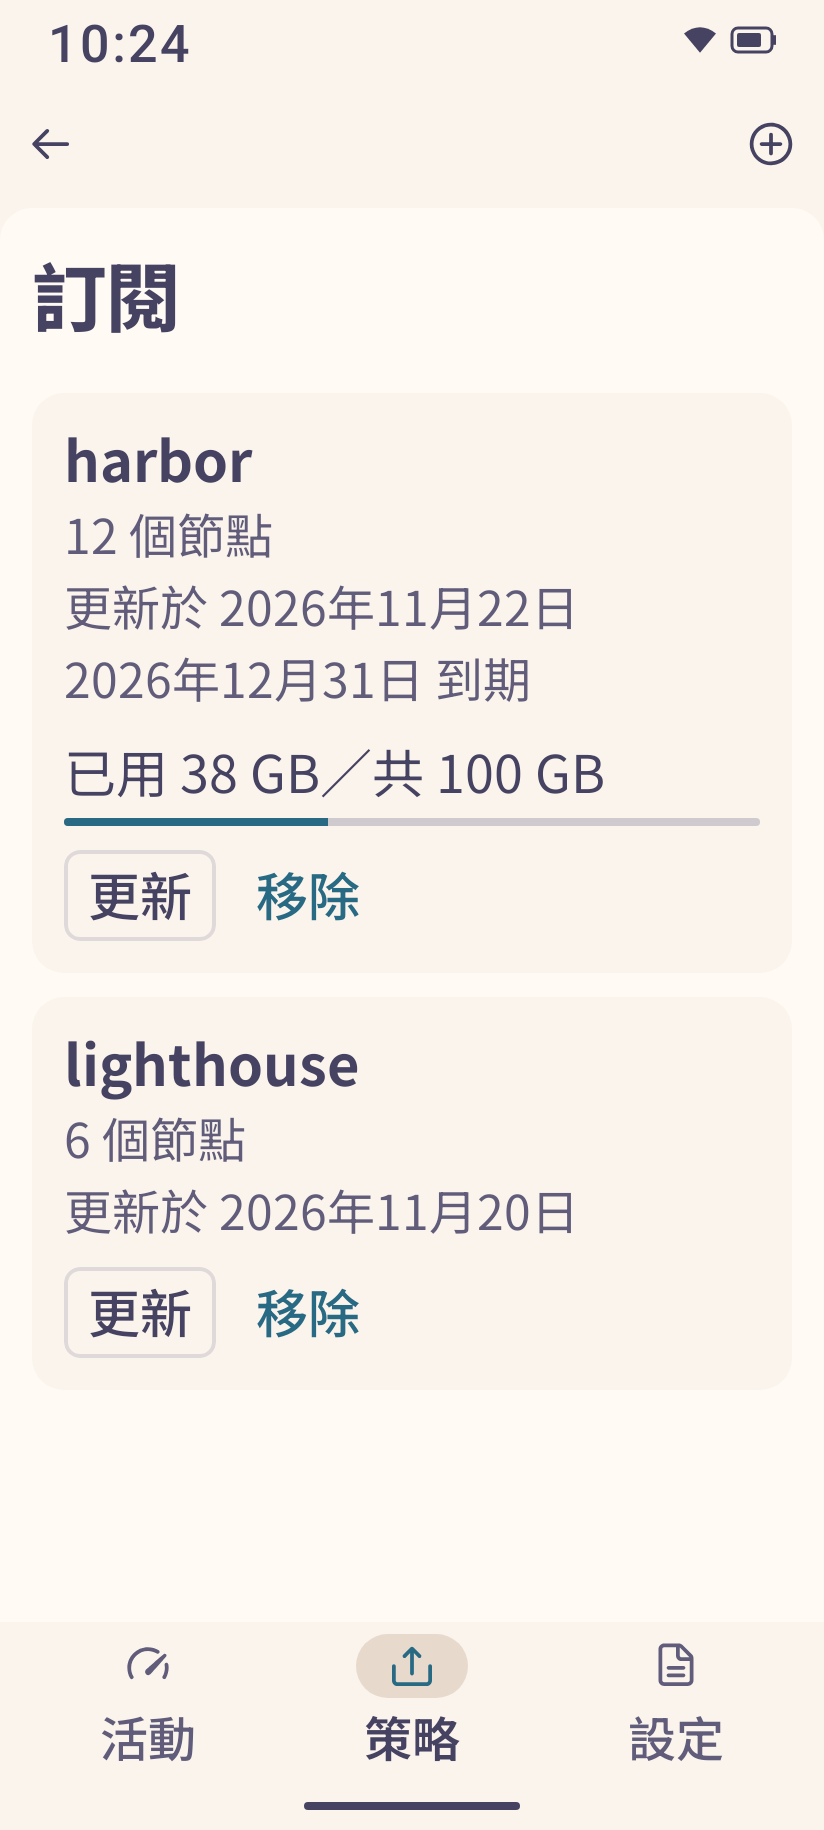 10:24
訂閱
harbor
12 個節點
更新於 2026年11月22日
2026年12月31日 到期
已用 38 GB／共 100 GB
更新 移除
lighthouse
6 個節點
更新於 2026年11月20日
更新 移除
活動 策略 設定